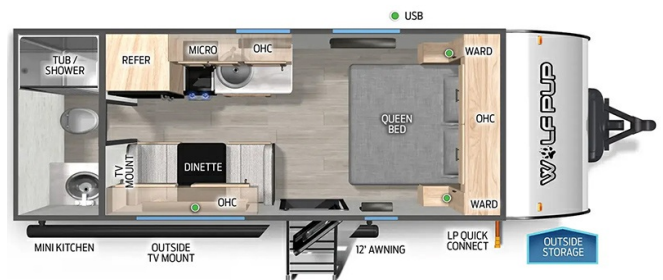 USB
TUB /
SHOWER
REFER
MICRO
OHC
WARD
QUEEN
BED
OHC
WOLF PUP
TV
MOUNT
DINETTE
OHC
WARD
MINI KITCHEN
OUTSIDE
TV MOUNT
12' AWNING
LP QUICK
CONNECT
OUTSIDE
STORAGE